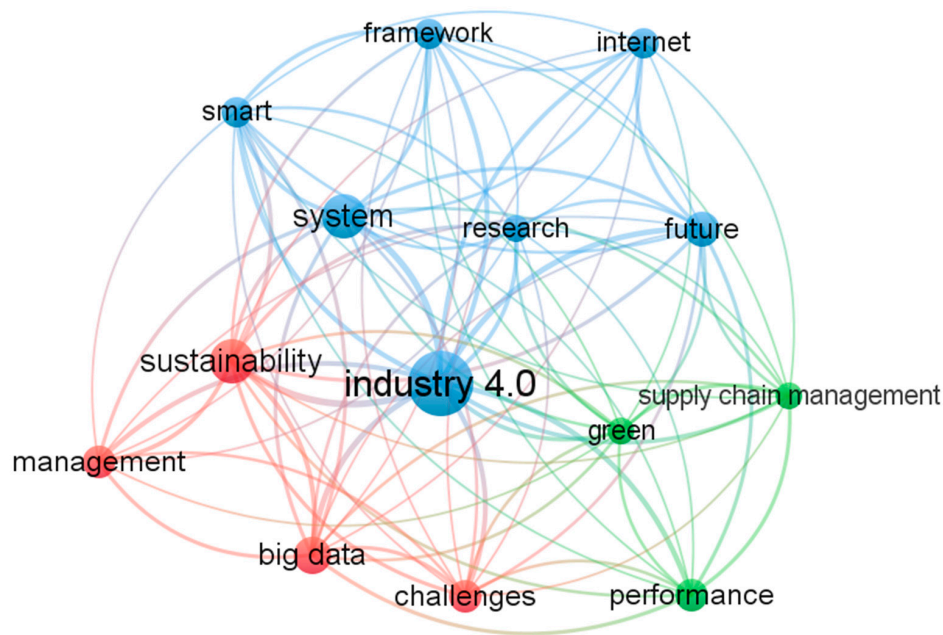 framework
internet
smart
system
research
future
sustainability
industry 4.0
supply chain management
green
management
big data
challenges
performance